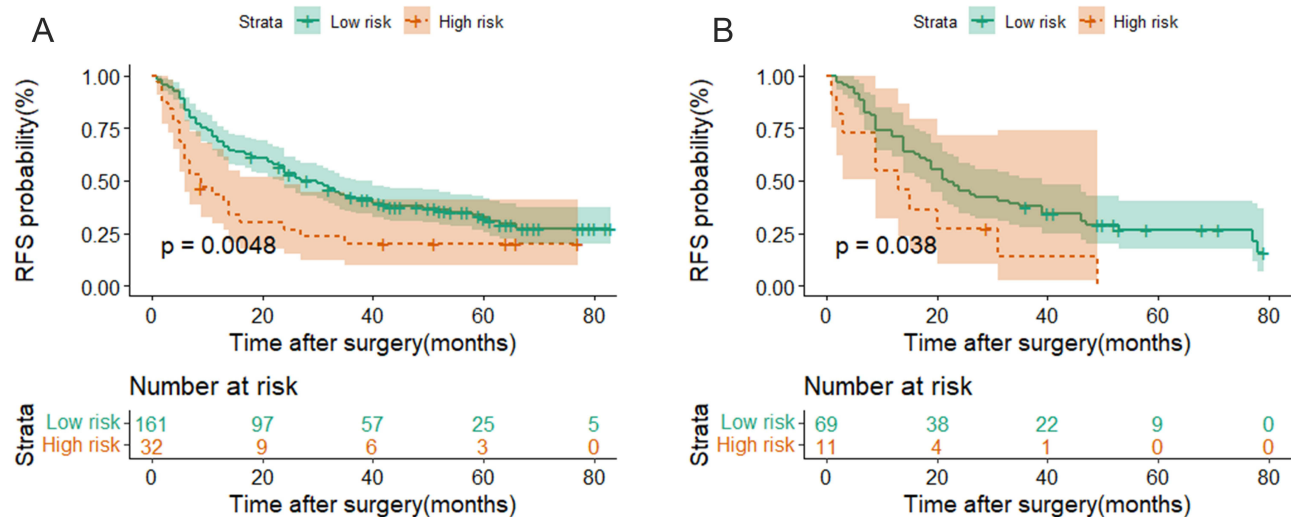 A
Strata Low risk High risk
RFS probability(%)
1.00
0.75
0.50
0.25
0.00
p = 0.0048
0 20 40 60 80
Time after surgery(months)
Number at risk
Strata
Low risk 161 97 57 25 5
High risk 32 9 6 3 0
0 20 40 60 80
Time after surgery(months)
B
Strata Low risk High risk
RFS probability(%)
1.00
0.75
0.50
0.25
0.00
p = 0.038
0 20 40 60 80
Time after surgery(months)
Number at risk
Strata
Low risk 69 38 22 9 0
High risk 11 4 1 0 0
0 20 40 60 80
Time after surgery(months)